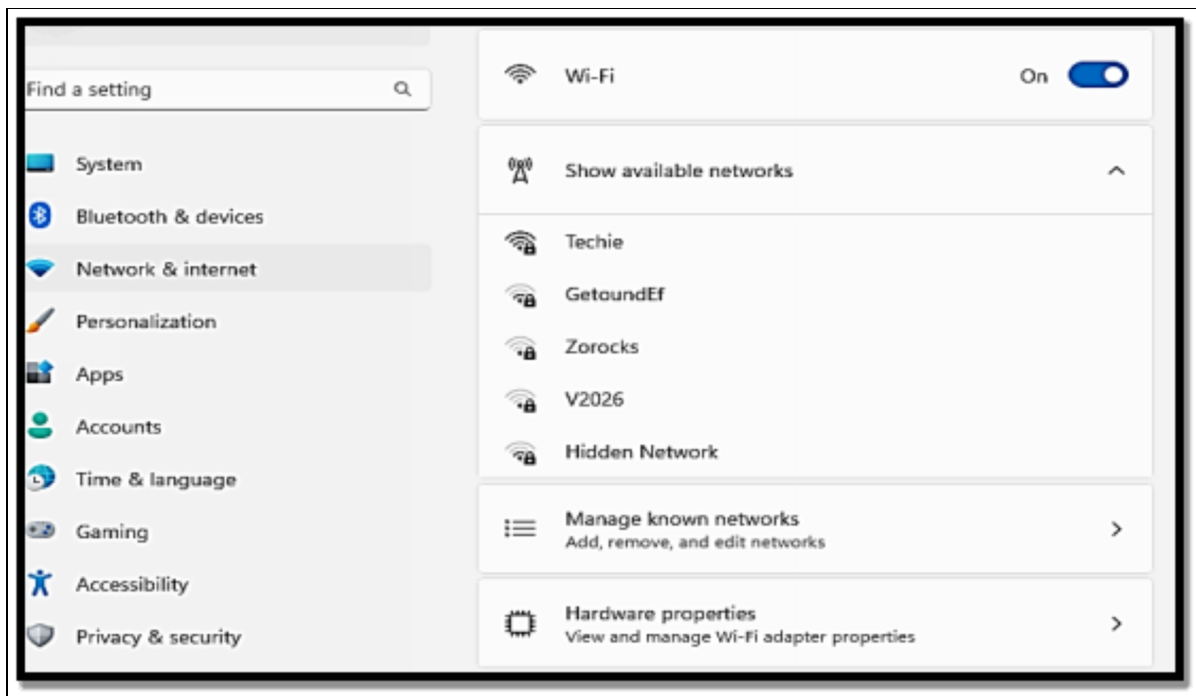 Find a setting
System
Bluetooth & devices
Network & internet
Personalization
Apps
Accounts
Time & language
Gaming
Accessibility
Privacy & security
Wi-Fi
On
Show available networks
Techie
GetoundEf
Zorocks
V2026
Hidden Network
Manage known networks
Add, remove, and edit networks
Hardware properties
View and manage Wi-Fi adapter properties